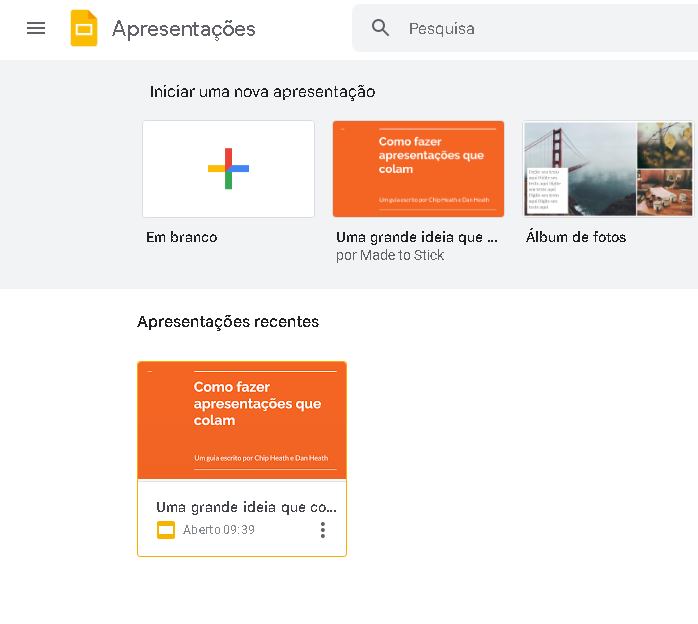 Apresentações
Pesquisa
Iniciar uma nova apresentação
Como fazer
apresentações que
colam
Um guia escrito por Chip Heath e Dan Heath
Em branco
Uma grande ideia que ...
por Made to Stick
Álbum de fotos
Apresentações recentes
Como fazer
apresentações que
colam
Um guia escrito por Chip Heath e Dan Heath
Uma grande ideia que co...
Aberto 09:39